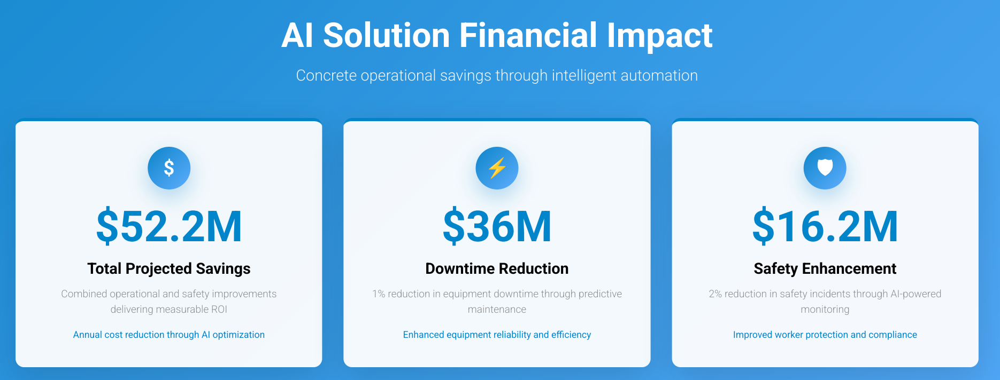 AI Solution Financial Impact
Concrete operational savings through intelligent automation
$
$52.2M
Total Projected Savings
Combined operational and safety improvements
delivering measurable ROI
Annual cost reduction through AI optimization
$36M
Downtime Reduction
1% reduction in equipment downtime through predictive
maintenance
Enhanced equipment reliability and efficiency
$16.2M
Safety Enhancement
2% reduction in safety incidents through AI-powered
monitoring
Improved worker protection and compliance